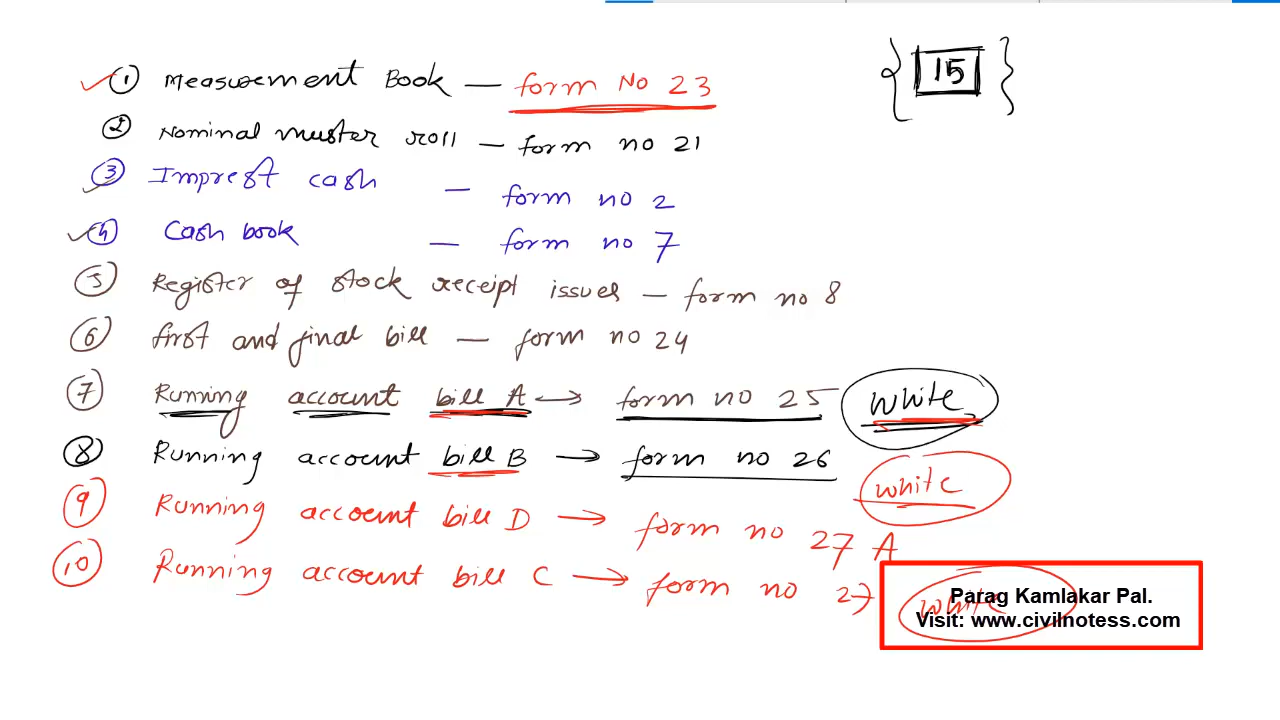 { 15 }
① Measurement Book — form No 23
② Nominal muster roll — form no 21
③ Imprest cash — form no 2
④ Cash book — form no 7
⑤ Register of stock receipt issues — form no 8
⑥ first and final bill — form no 24
⑦ Running account bill A → form no 25 white
⑧ Running account bill B → form no 26
white
⑨ Running account bill D → form no 27 A
⑩ Running account bill C → form no 27 white
Parag Kamlakar Pal.
Visit: www.civilnotess.com